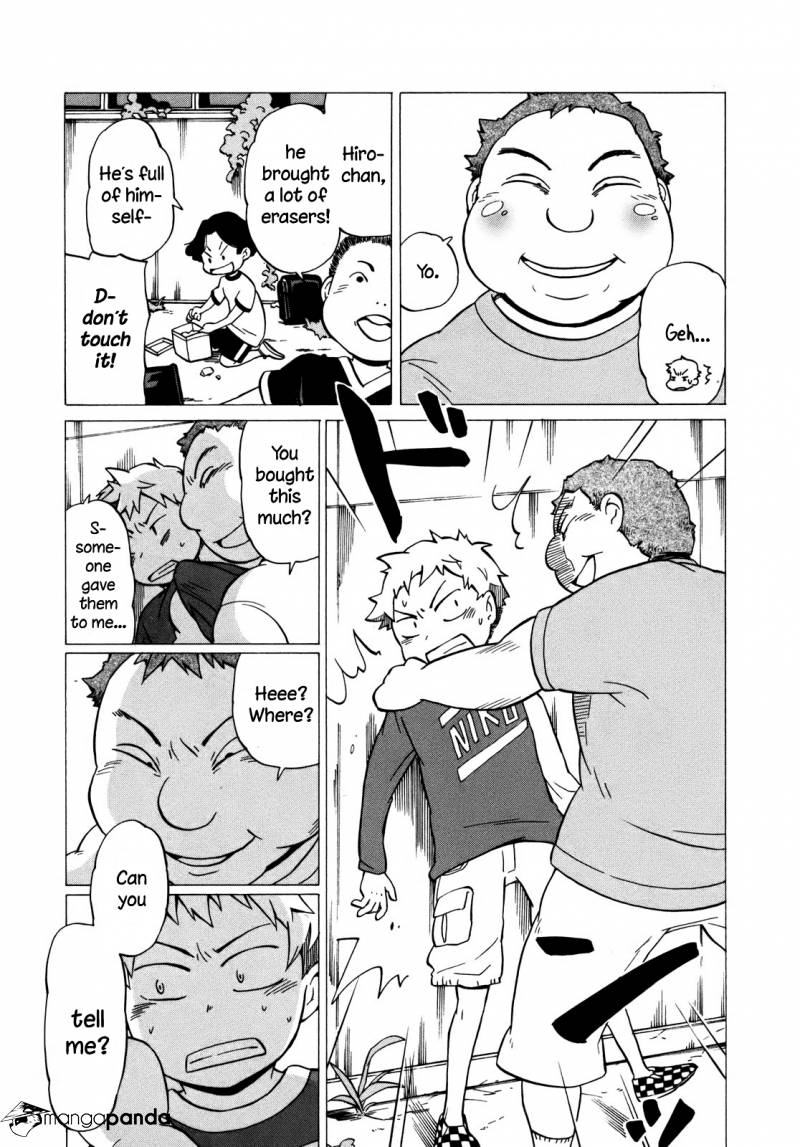 Yo.
Geh...
Hiro-
chan,
he
brought
a lot of
erasers!
He's full
of him-
self-
D-
don't
touch
it!
ド
ン
NIKO
You
bought
this
much?
S-
some-
one
gave
them
to me...
Heee?
Where?
Can
you
tell
me?
mangapanda